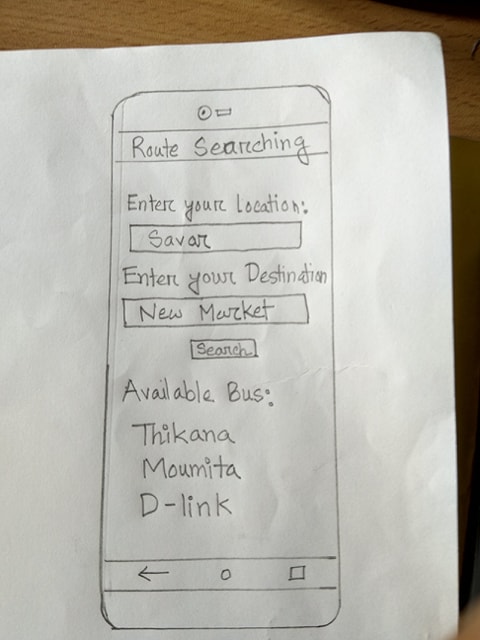 Route Searching
Enter your Location:
Savar
Enter your Destination
New Market
Search
Available Bus:
Thikana
Moumita
D-link